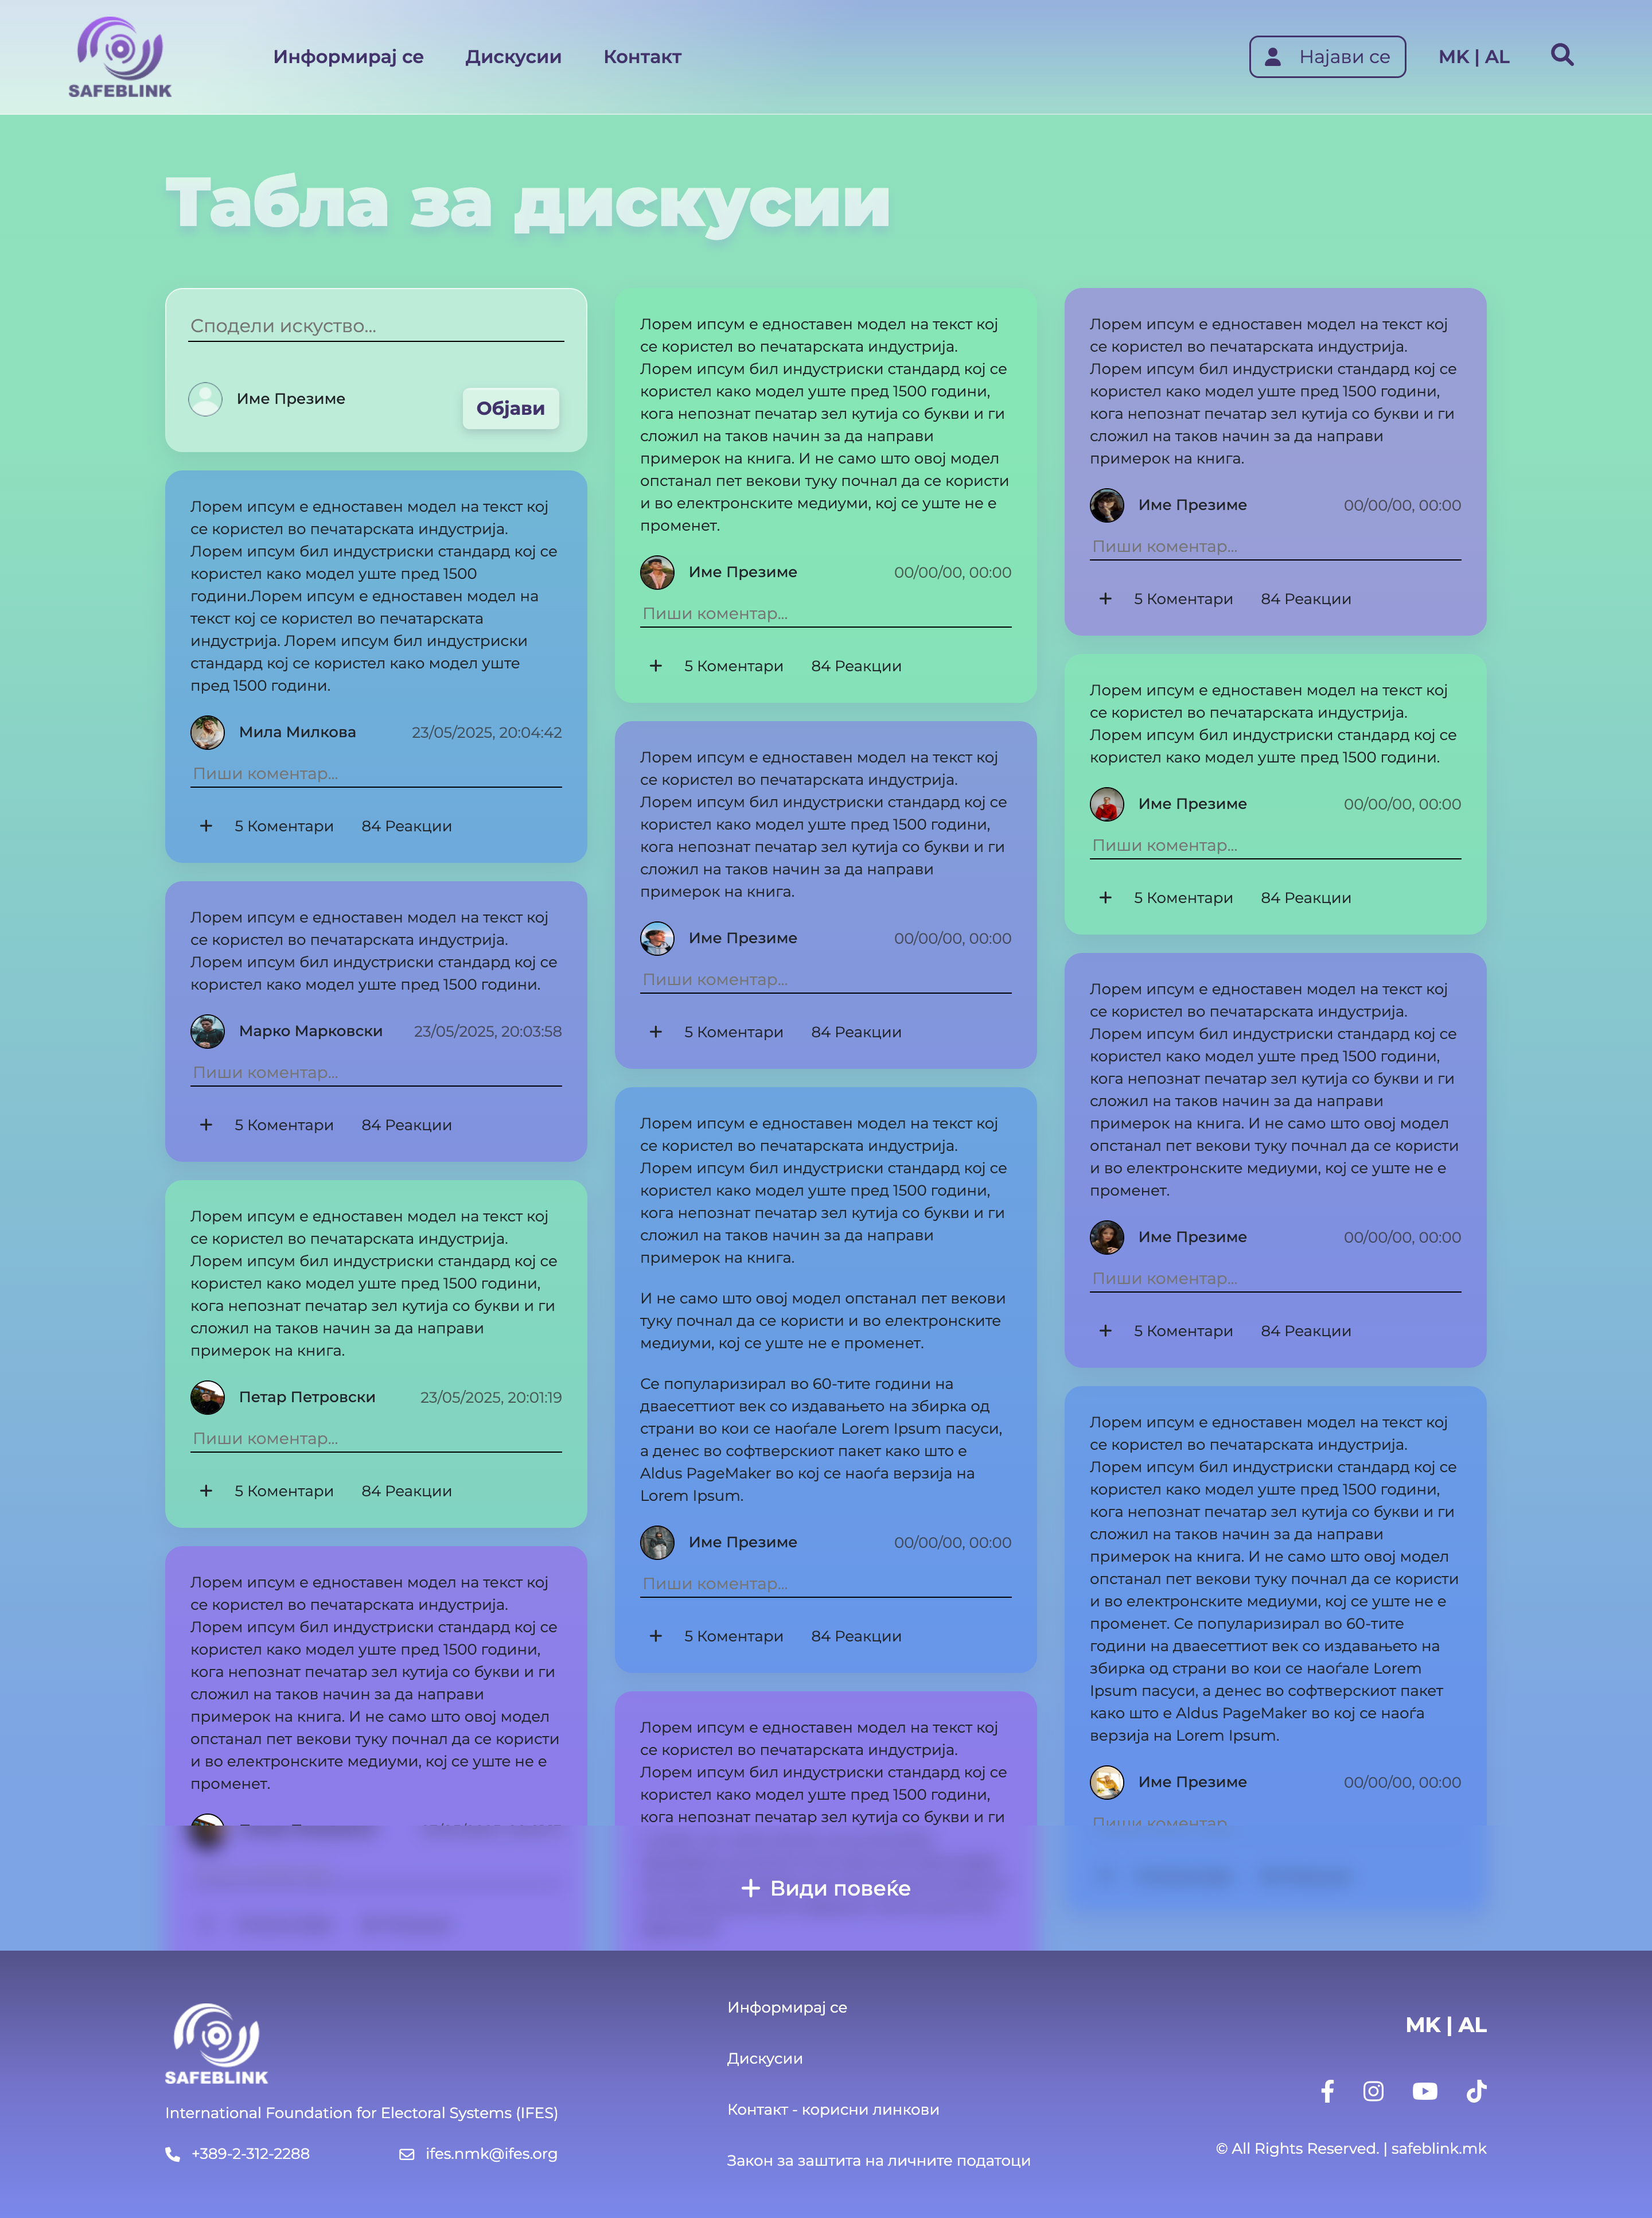 SAFEBLINK
Информирај се
Дискусии
Контакт
Најави се
MK | AL
Табла за дискусии
Сподели искуство...
Име Презиме
Објави
Лорем ипсум е едноставен модел на текст кој
се користел во печатарската индустрија.
Лорем ипсум бил индустриски стандард кој се
користел како модел уште пред 1500
години.Лорем ипсум е едноставен модел на
текст кој се користел во печатарската
индустрија. Лорем ипсум бил индустриски
стандард кој се користел како модел уште
пред 1500 години.
Мила Милкова
23/05/2025, 20:04:42
Пиши коментар...
5 Коментари
84 Реакции
Лорем ипсум е едноставен модел на текст кој
се користел во печатарската индустрија.
Лорем ипсум бил индустриски стандард кој се
користел како модел уште пред 1500 години.
Марко Марковски
23/05/2025, 20:03:58
Пиши коментар...
5 Коментари
84 Реакции
Лорем ипсум е едноставен модел на текст кој
се користел во печатарската индустрија.
Лорем ипсум бил индустриски стандард кој се
користел како модел уште пред 1500 години,
кога непознат печатар зел кутија со букви и ги
сложил на таков начин за да направи
примерок на книга.
Петар Петровски
23/05/2025, 20:01:19
Пиши коментар...
5 Коментари
84 Реакции
Лорем ипсум е едноставен модел на текст кој
се користел во печатарската индустрија.
Лорем ипсум бил индустриски стандард кој се
користел како модел уште пред 1500 години,
кога непознат печатар зел кутија со букви и ги
сложил на таков начин за да направи
примерок на книга. И не само што овој модел
опстанал пет векови туку почнал да се користи
и во електронските медиуми, кој се уште не е
променет.
Лорем ипсум е едноставен модел на текст кој
се користел во печатарската индустрија.
Лорем ипсум бил индустриски стандард кој се
користел како модел уште пред 1500 години,
кога непознат печатар зел кутија со букви и ги
сложил на таков начин за да направи
примерок на книга. И не само што овој модел
опстанал пет векови туку почнал да се користи
и во електронските медиуми, кој се уште не е
променет.
Име Презиме
00/00/00, 00:00
Пиши коментар...
5 Коментари
84 Реакции
Лорем ипсум е едноставен модел на текст кој
се користел во печатарската индустрија.
Лорем ипсум бил индустриски стандард кој се
користел како модел уште пред 1500 години,
кога непознат печатар зел кутија со букви и ги
сложил на таков начин за да направи
примерок на книга.
Име Презиме
00/00/00, 00:00
Пиши коментар...
5 Коментари
84 Реакции
Лорем ипсум е едноставен модел на текст кој
се користел во печатарската индустрија.
Лорем ипсум бил индустриски стандард кој се
користел како модел уште пред 1500 години,
кога непознат печатар зел кутија со букви и ги
сложил на таков начин за да направи
примерок на книга.
И не само што овој модел опстанал пет векови
туку почнал да се користи и во електронските
медиуми, кој се уште не е променет.
Се популаризирал во 60-тите години на
дваесеттиот век со издавањето на збирка од
страни во кои се наоѓале Lorem Ipsum пасуси,
а денес во софтверскиот пакет како што е
Aldus PageMaker во кој се наоѓа верзија на
Lorem Ipsum.
Име Презиме
00/00/00, 00:00
Пиши коментар...
5 Коментари
84 Реакции
Лорем ипсум е едноставен модел на текст кој
се користел во печатарската индустрија.
Лорем ипсум бил индустриски стандард кој се
користел како модел уште пред 1500 години,
кога непознат печатар зел кутија со букви и ги
Лорем ипсум е едноставен модел на текст кој
се користел во печатарската индустрија.
Лорем ипсум бил индустриски стандард кој се
користел како модел уште пред 1500 години,
кога непознат печатар зел кутија со букви и ги
сложил на таков начин за да направи
примерок на книга.
Име Презиме
00/00/00, 00:00
Пиши коментар...
5 Коментари
84 Реакции
Лорем ипсум е едноставен модел на текст кој
се користел во печатарската индустрија.
Лорем ипсум бил индустриски стандард кој се
користел како модел уште пред 1500 години.
Име Презиме
00/00/00, 00:00
Пиши коментар...
5 Коментари
84 Реакции
Лорем ипсум е едноставен модел на текст кој
се користел во печатарската индустрија.
Лорем ипсум бил индустриски стандард кој се
користел како модел уште пред 1500 години,
кога непознат печатар зел кутија со букви и ги
сложил на таков начин за да направи
примерок на книга. И не само што овој модел
опстанал пет векови туку почнал да се користи
и во електронските медиуми, кој се уште не е
променет.
Име Презиме
00/00/00, 00:00
Пиши коментар...
5 Коментари
84 Реакции
Лорем ипсум е едноставен модел на текст кој
се користел во печатарската индустрија.
Лорем ипсум бил индустриски стандард кој се
користел како модел уште пред 1500 години,
кога непознат печатар зел кутија со букви и ги
сложил на таков начин за да направи
примерок на книга. И не само што овој модел
опстанал пет векови туку почнал да се користи
и во електронските медиуми, кој се уште не е
променет. Се популаризирал во 60-тите
години на дваесеттиот век со издавањето на
збирка од страни во кои се наоѓале Lorem
Ipsum пасуси, а денес во софтверскиот пакет
како што е Aldus PageMaker во кој се наоѓа
верзија на Lorem Ipsum.
Име Презиме
00/00/00, 00:00
Пиши коментар...
Види повеќе
SAFEBLINK
International Foundation for Electoral Systems (IFES)
+389-2-312-2288
ifes.nmk@ifes.org
Информирај се
Дискусии
Контакт - корисни линкови
Закон за заштита на личните податоци
MK | AL
© All Rights Reserved. | safeblink.mk